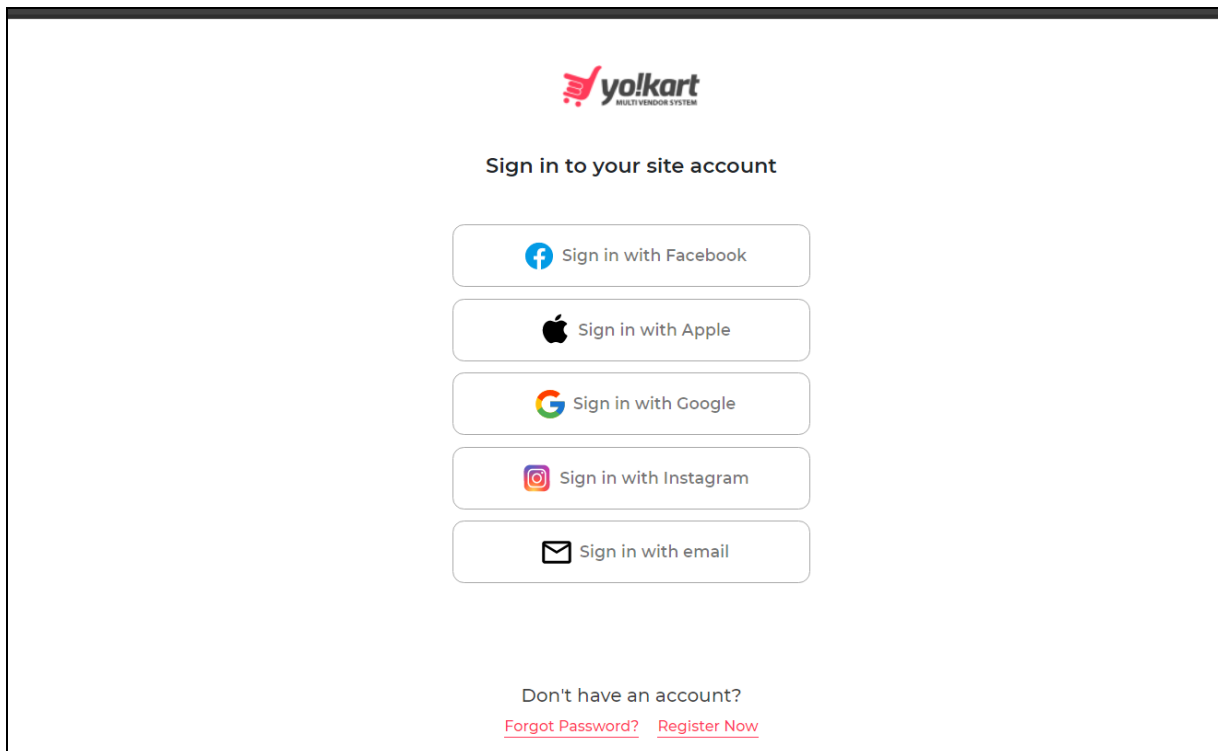 yo!kart
MULTI VENDOR SYSTEM
Sign in to your site account
Sign in with Facebook
Sign in with Apple
Sign in with Google
Sign in with Instagram
Sign in with email
Don't have an account?
Forgot Password? Register Now